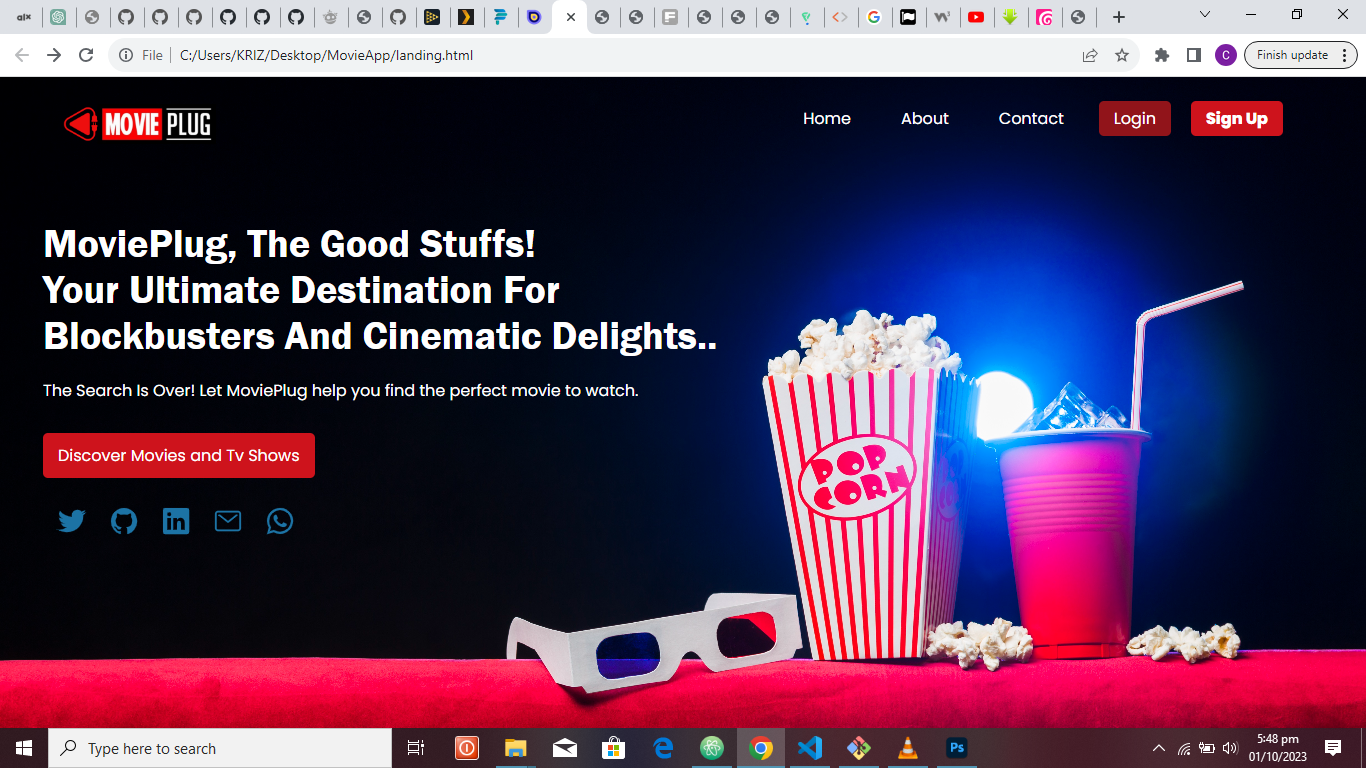 alx
File
C:/Users/KRIZ/Desktop/MovieApp/landing.html
C
Finish update
MOVIE PLUG
Home
About
Contact
Login
Sign Up
MoviePlug, The Good Stuffs!
Your Ultimate Destination For
Blockbusters And Cinematic Delights..
The Search Is Over! Let MoviePlug help you find the perfect movie to watch.
Discover Movies and Tv Shows
POP
CORN
Type here to search
Ps
5:48 pm
01/10/2023